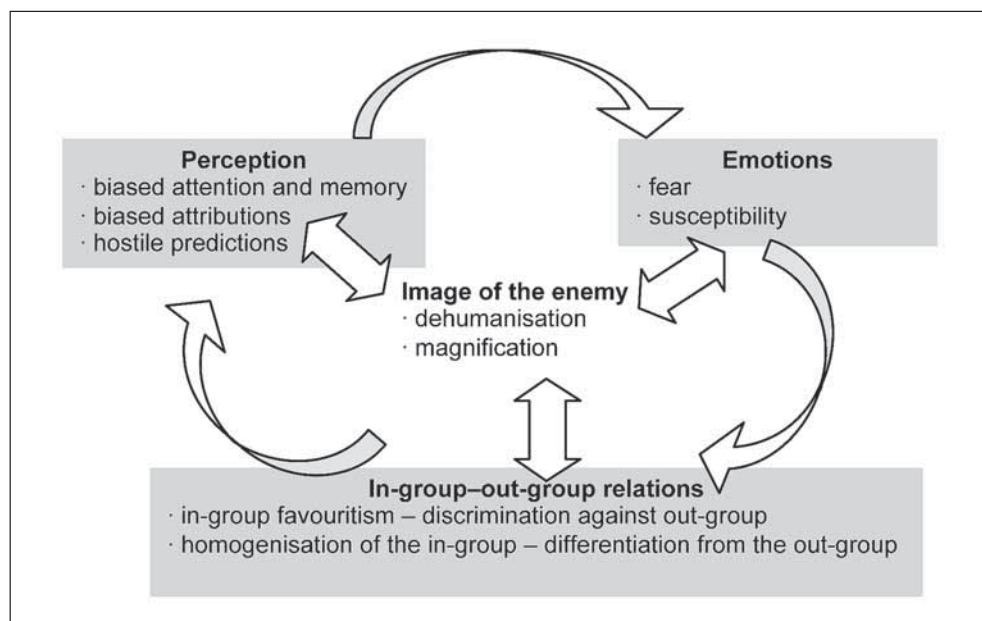 Perception
· biased attention and memory
· biased attributions
· hostile predictions
Emotions
· fear
· susceptibility
Image of the enemy
· dehumanisation
· magnification
In-group–out-group relations
· in-group favouritism – discrimination against out-group
· homogenisation of the in-group – differentiation from the out-group